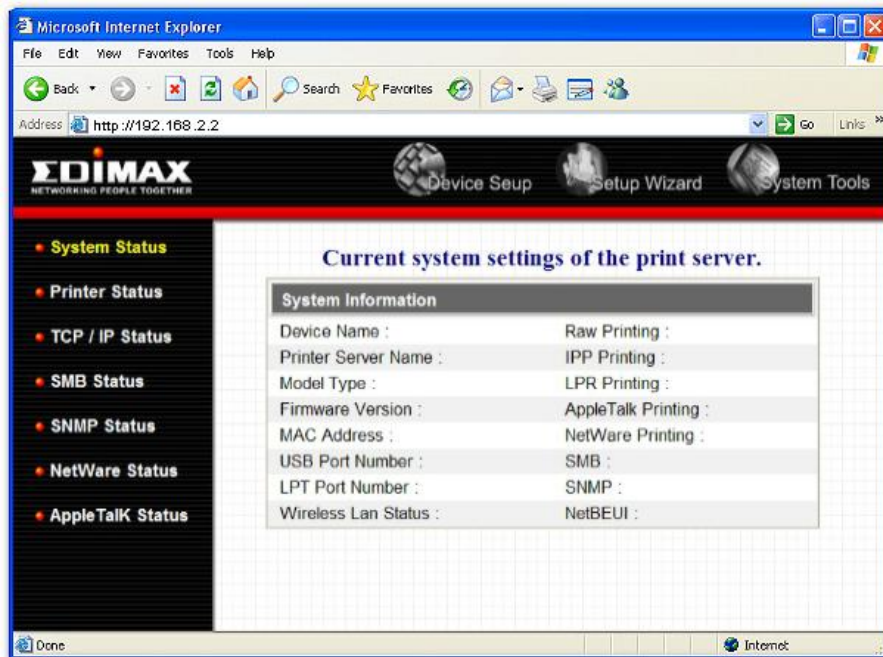 Microsoft Internet Explorer
File Edit View Favorites Tools Help
Back Search Favorites
Address http://192.168.2.2 Go Links »
EDIMAX
NETWORKING PEOPLE TOGETHER
Device Seup Setup Wizard System Tools
System Status
Printer Status
TCP / IP Status
SMB Status
SNMP Status
NetWare Status
AppleTalK Status
Current system settings of the print server.
System Information
Device Name : Raw Printing :
Printer Server Name : IPP Printing :
Model Type : LPR Printing :
Firmware Version : AppleTalk Printing :
MAC Address : NetWare Printing :
USB Port Number : SMB :
LPT Port Number : SNMP :
Wireless Lan Status : NetBEUI :
Done Internet